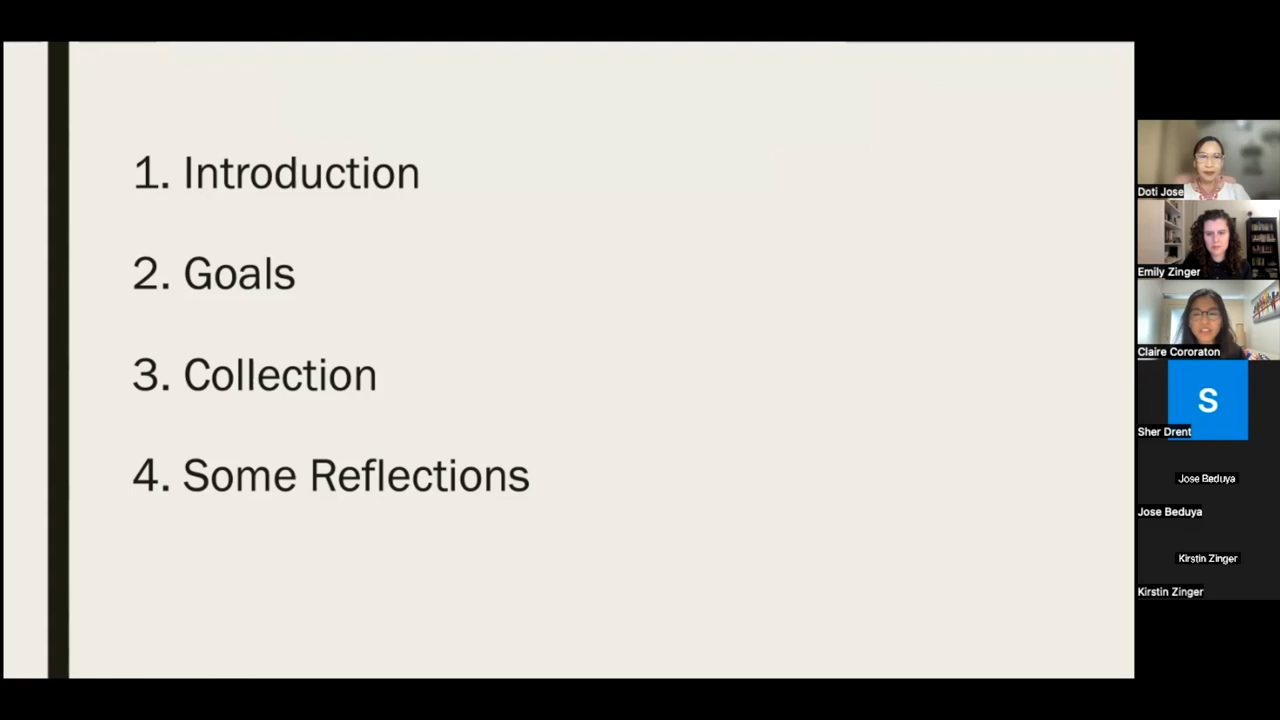 1. Introduction
2. Goals
3. Collection
4. Some Reflections
Doti Jose
Emily Zinger
Claire Cororaton
S
Sher Drent
Jose Beduya
Jose Beduya
Kirstin Zinger
Kirstin Zinger